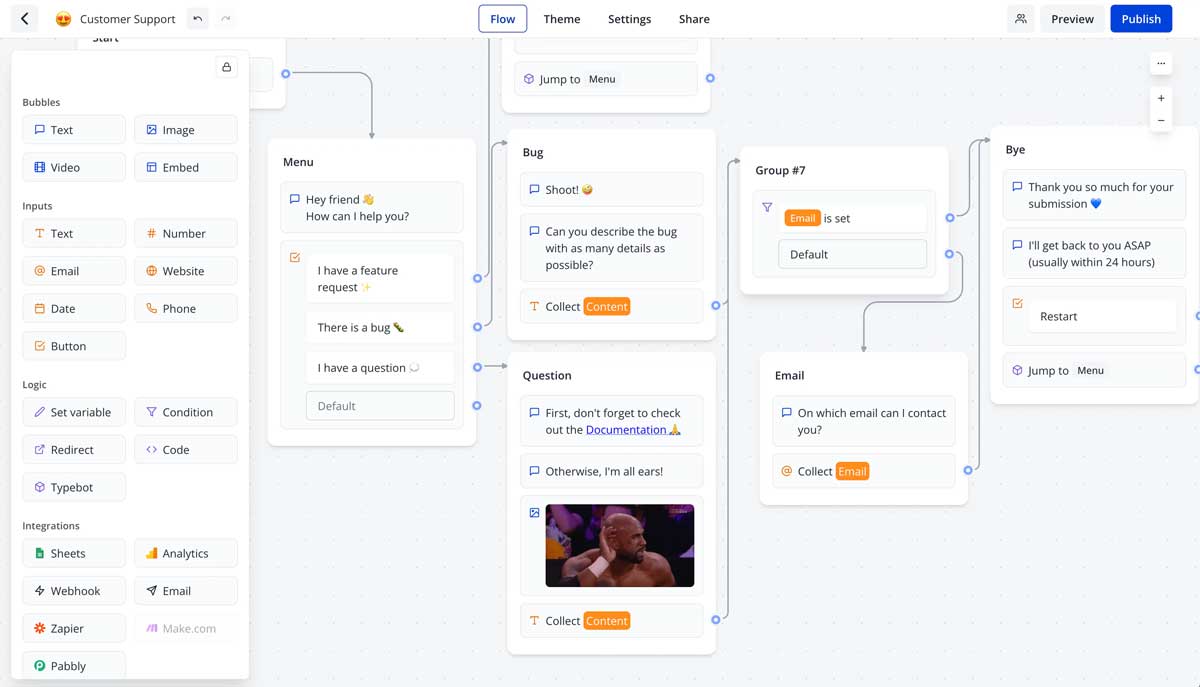 Customer Support
Flow
Theme
Settings
Share
Preview
Publish
Start
Bubbles
Text
Image
Video
Embed
Inputs
Text
Number
Email
Website
Date
Phone
Button
Logic
Set variable
Condition
Redirect
Code
Typebot
Integrations
Sheets
Analytics
Webhook
Email
Zapier
Make.com
Pabbly
Menu
Hey friend 👋
How can I help you?
I have a feature
request ✨
There is a bug 🐛
I have a question 💭
Default
Jump to Menu
Bug
Shoot! 🤪
Can you describe the bug
with as many details as
possible?
Collect Content
Question
First, don't forget to check
out the Documentation 🙏
Otherwise, I'm all ears!
Collect Content
Group #7
Email is set
Default
Email
On which email can I contact
you?
Collect Email
Bye
Thank you so much for your
submission 💙
I'll get back to you ASAP
(usually within 24 hours)
Restart
Jump to Menu